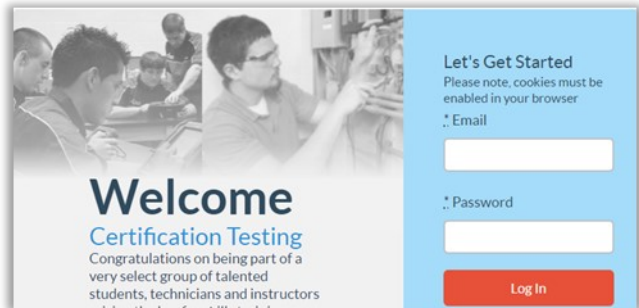 Welcome
Certification Testing
Congratulations on being part of a
very select group of talented
students, technicians and instructors
Let's Get Started
Please note, cookies must be
enabled in your browser
* Email
* Password
Log In